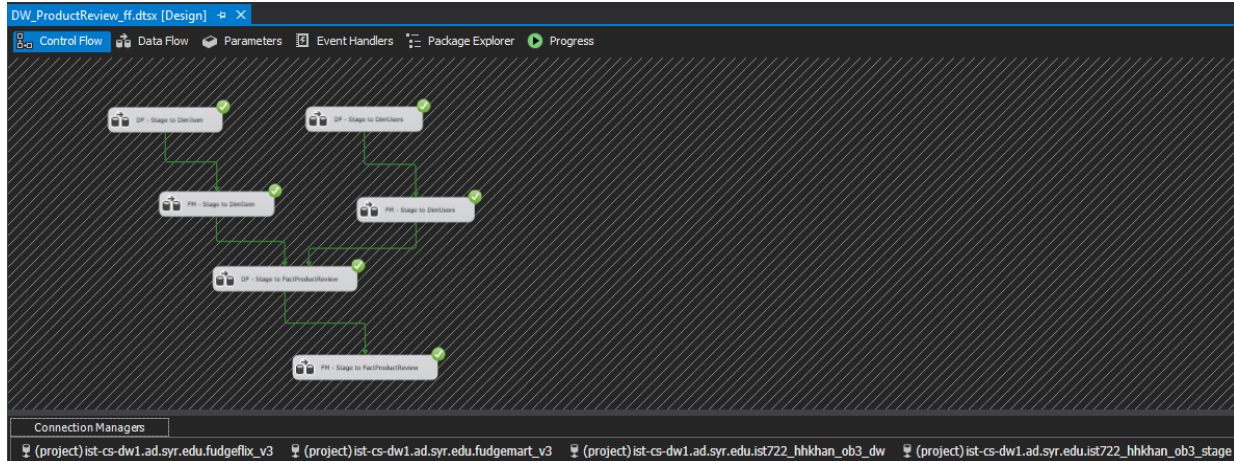 DW_ProductReview_ff.dtsx [Design]
Control Flow Data Flow Parameters Event Handlers Package Explorer Progress
DF - Stage to DimItem DF - Stage to DimUsers
FM - Stage to DimItem FM - Stage to DimUsers
DF - Stage to FactProductReview
FM - Stage to FactProductReview
Connection Managers
(project) ist-cs-dw1.ad.syr.edu.fudgeflix_v3 (project) ist-cs-dw1.ad.syr.edu.fudgemart_v3 (project) ist-cs-dw1.ad.syr.edu.ist722_hhkhan_ob3_dw (project) ist-cs-dw1.ad.syr.edu.ist722_hhkhan_ob3_stage